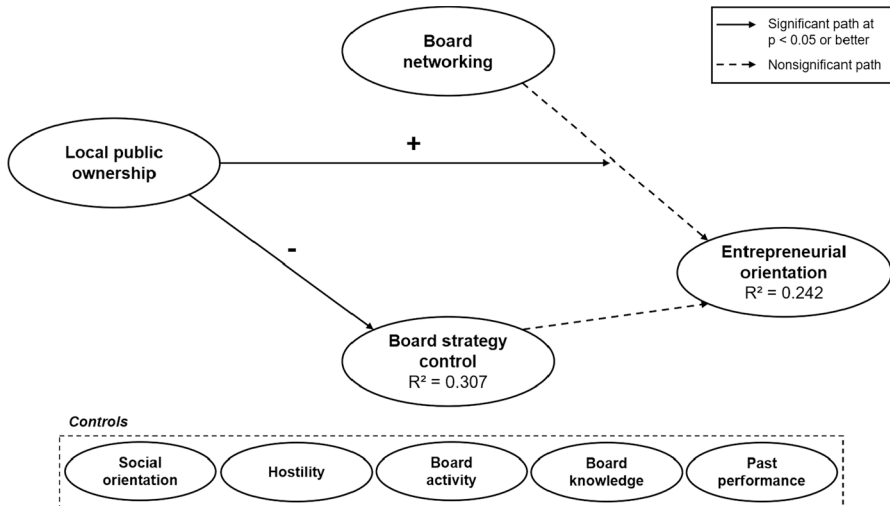 Board
networking
Significant path at
p < 0.05 or better
Nonsignificant path
Local public
ownership
+
-
Entrepreneurial
orientation
R² = 0.242
Board strategy
control
R² = 0.307
Controls
Social
orientation
Hostility
Board
activity
Board
knowledge
Past
performance